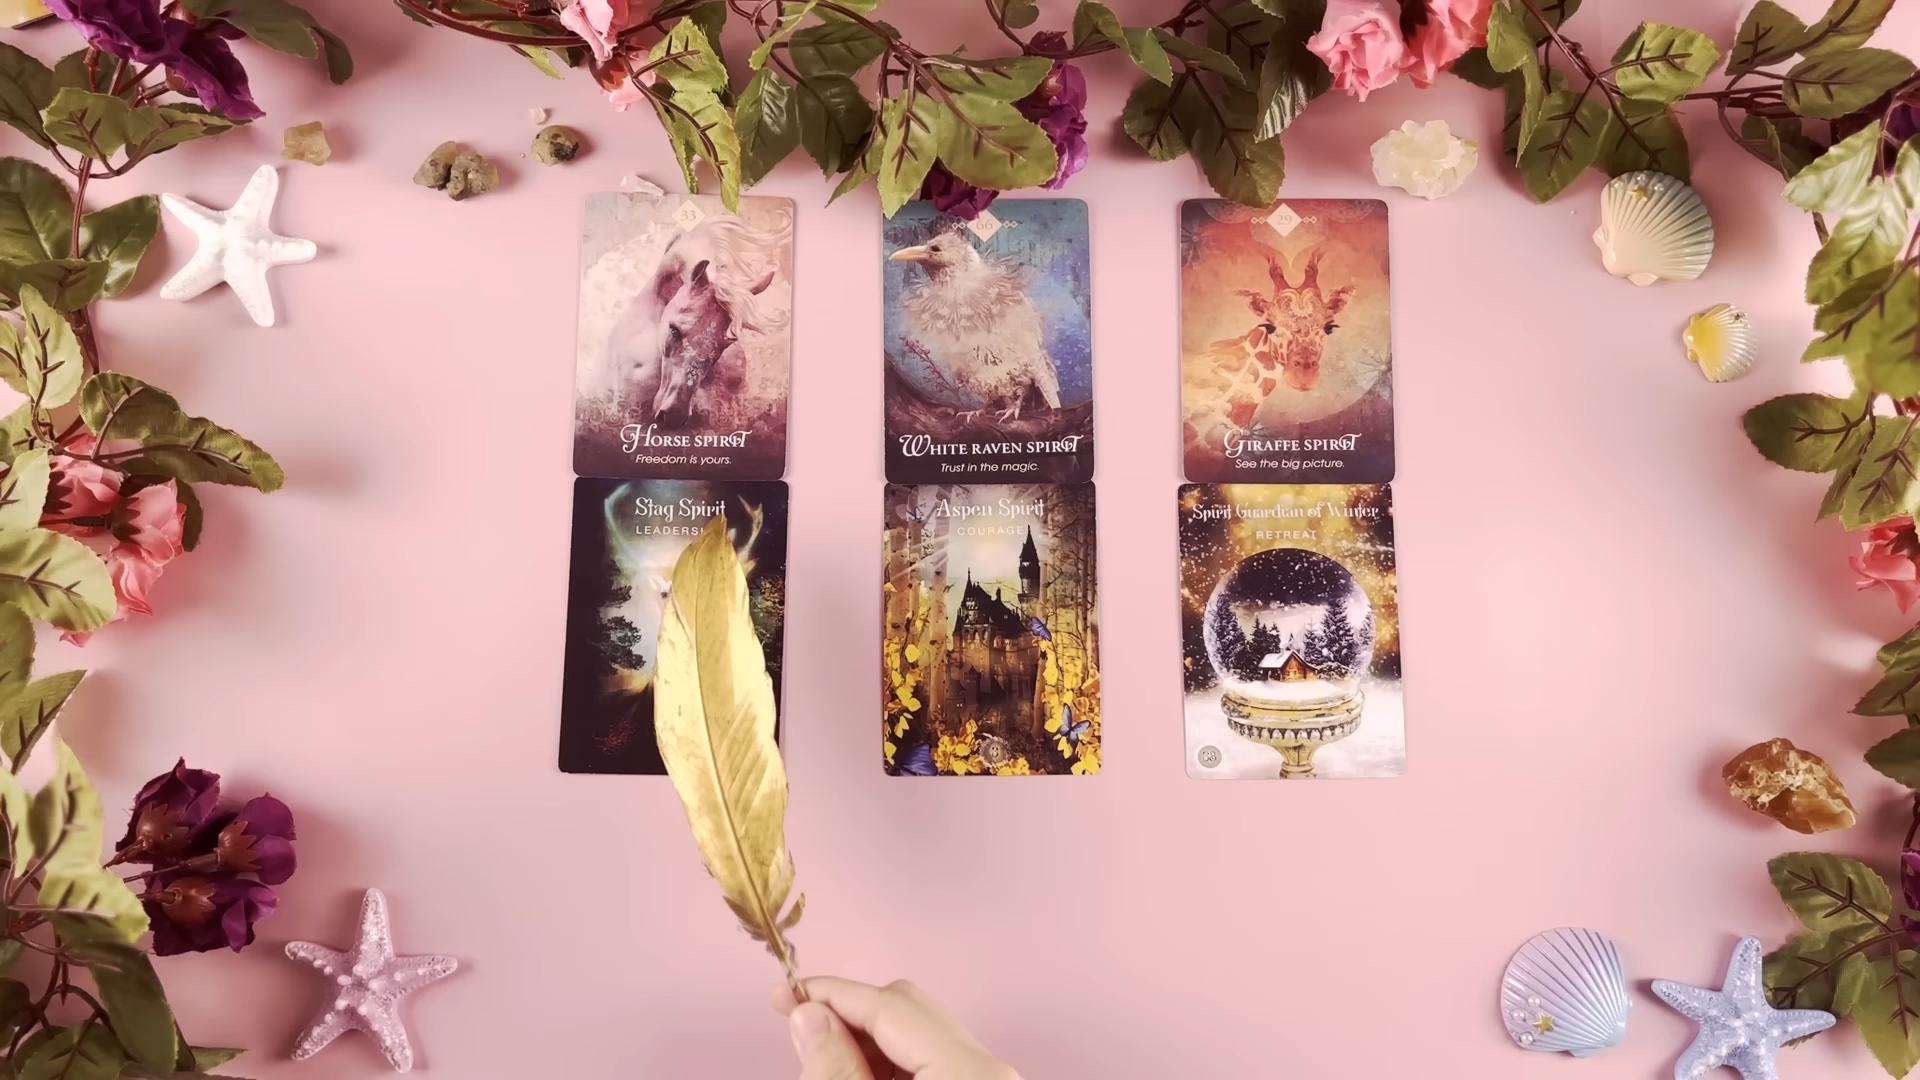 33
HORSE SPIRIT
Freedom is yours.
66
WHITE RAVEN SPIRIT
Trust in the magic.
29
GIRAFFE SPIRIT
See the big picture.
Stag Spirit
Aspen Spirit
COURAGE
Spirit Guardian of Winter
RETREAT